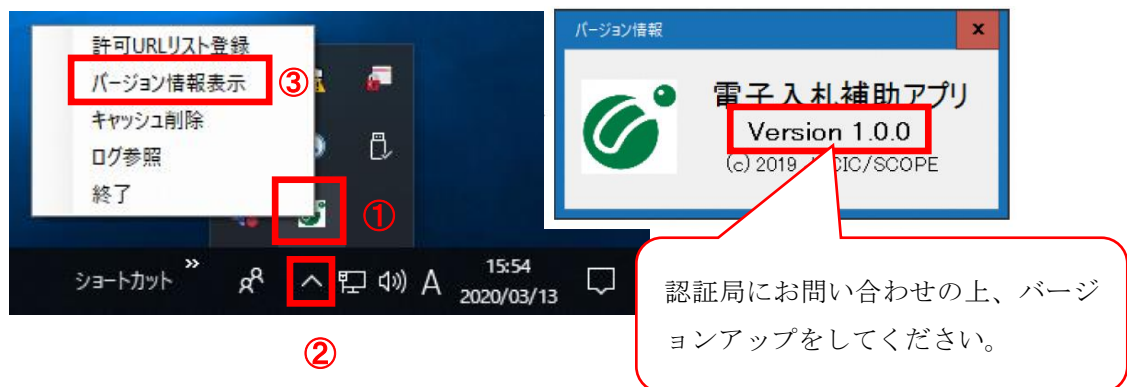 許可URLリスト登録
バージョン情報表示
③
キャッシュ削除
ログ参照
終了
①
ショートカット
»
A
15:54
2020/03/13
②
バージョン情報
x
電子入札補助アプリ
Version 1.0.0
(c) 2019 CIC/SCOPE
認証局にお問い合わせの上、バージ
ョンアップをしてください。